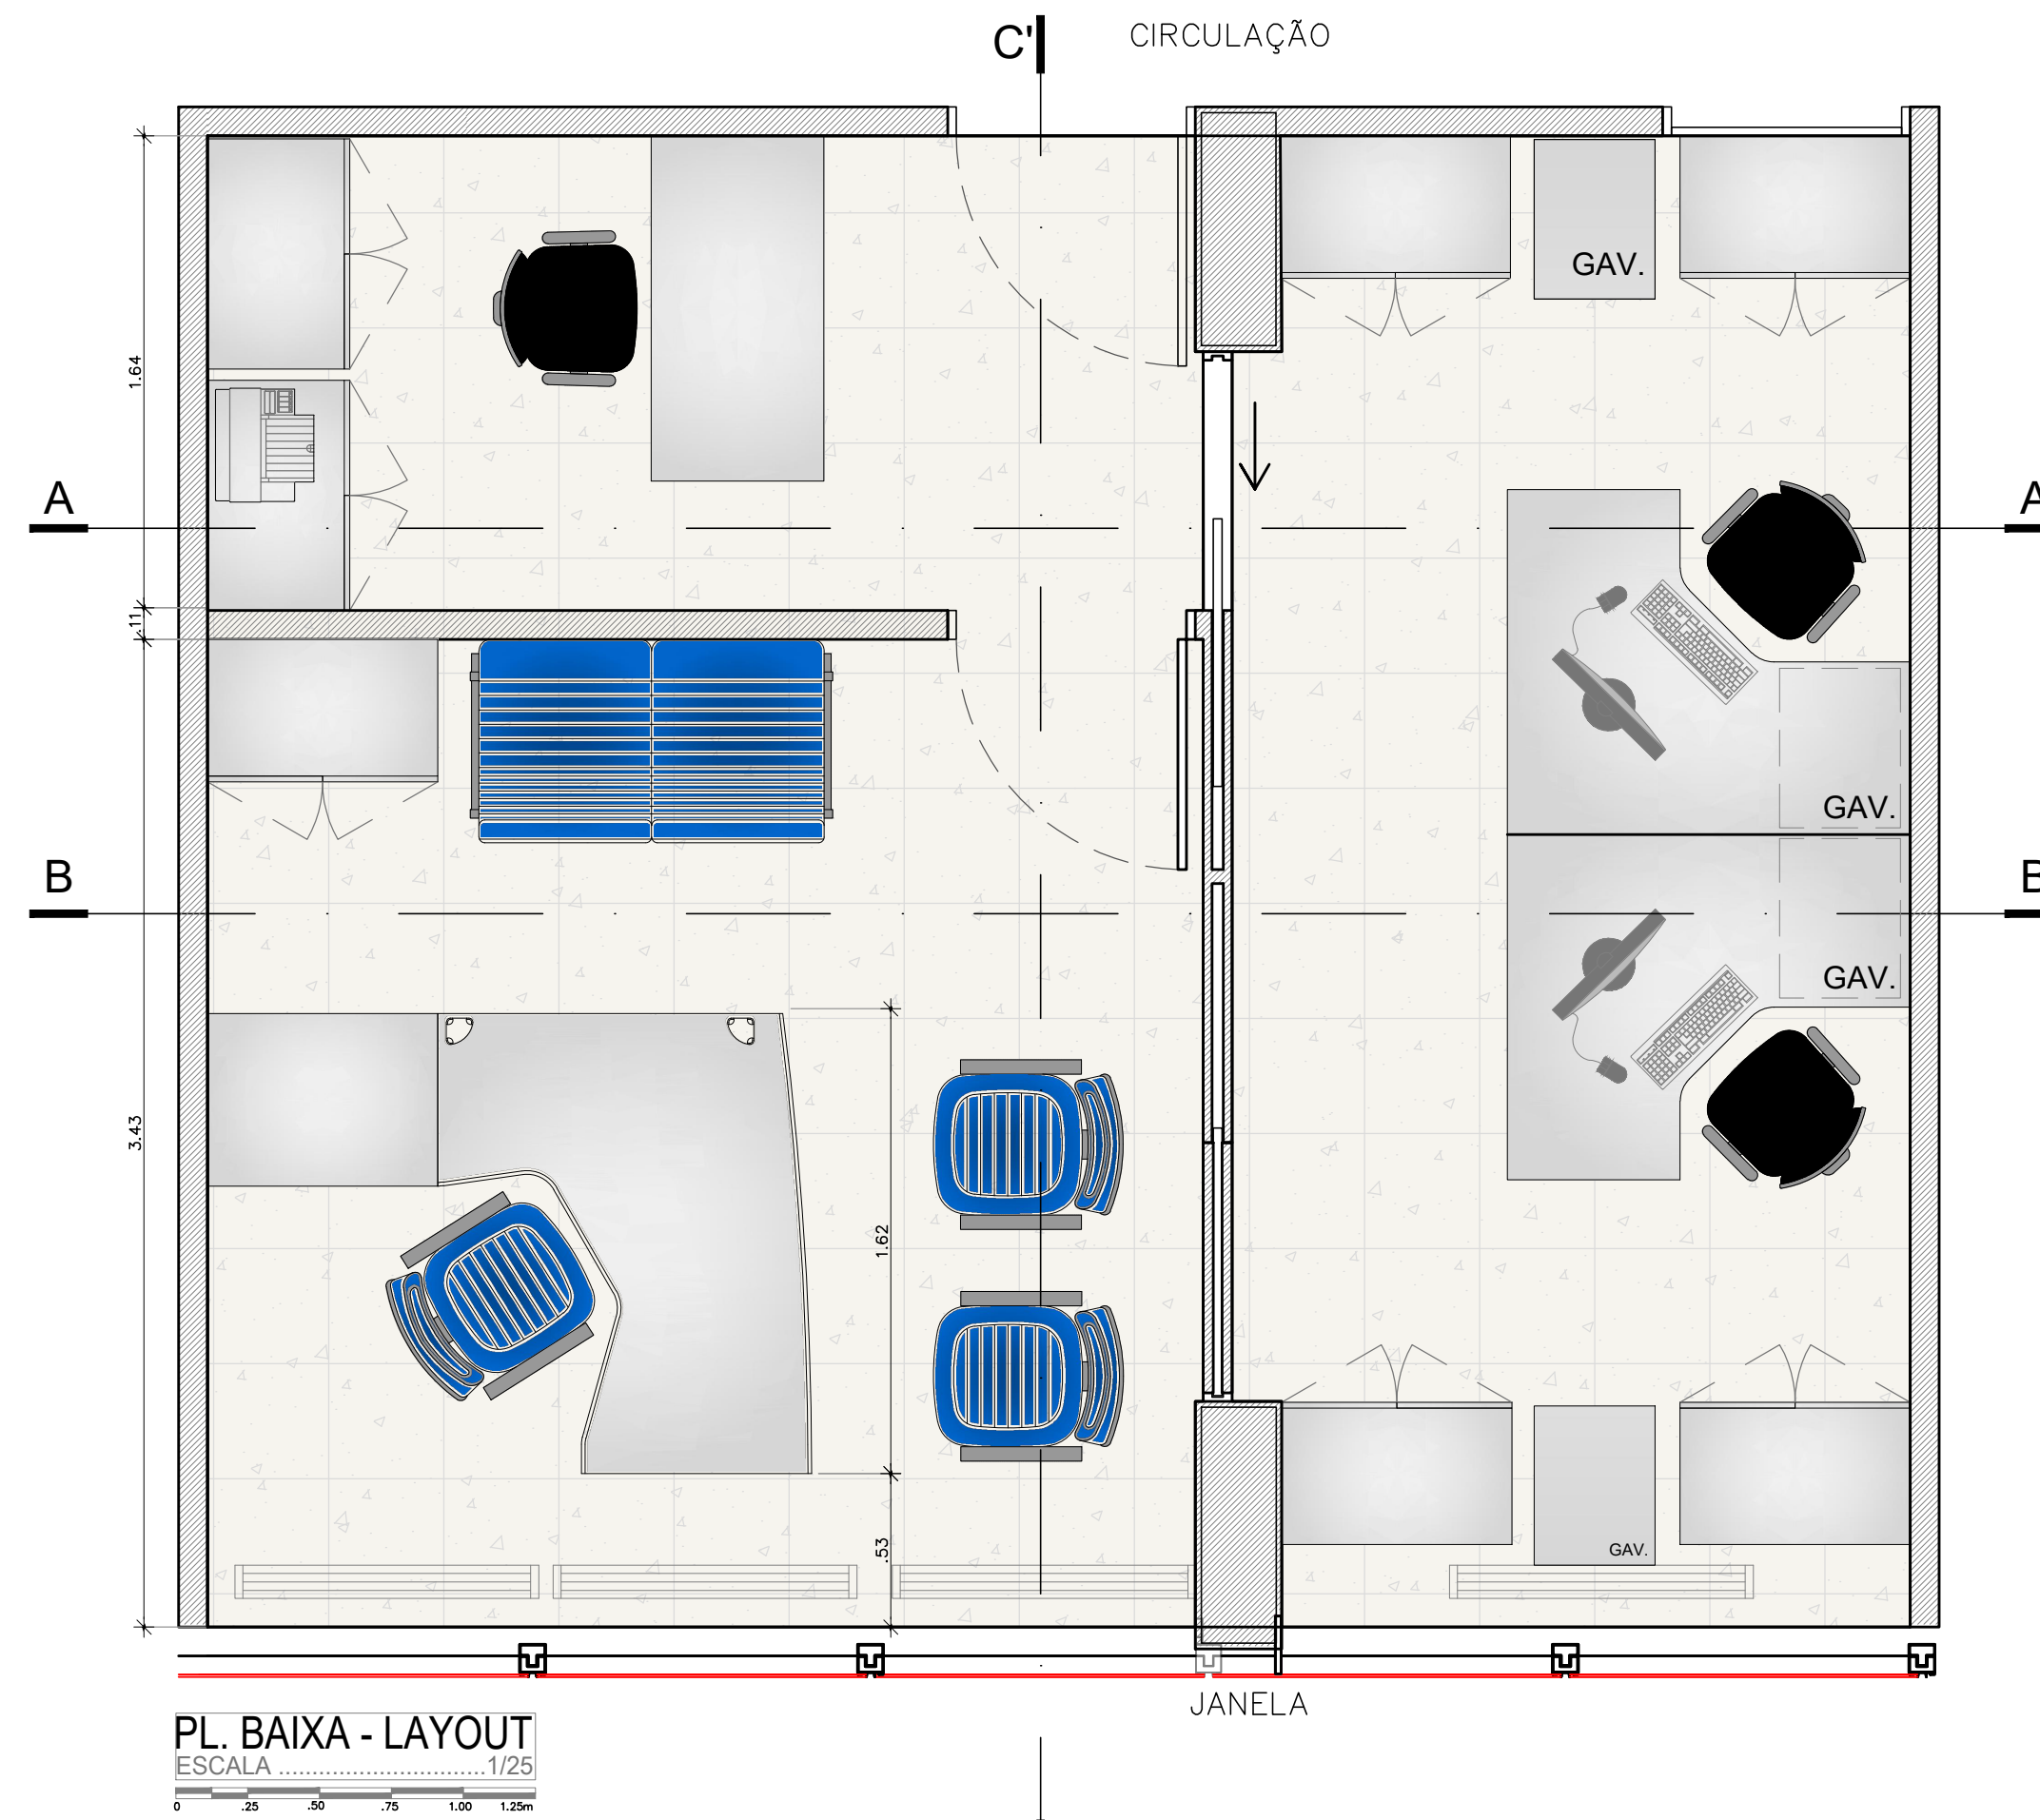 C'
CIRCULAÇÃO
GAV.
1.64
A
A
.11
GAV.
B
B
GAV.
3.43
1.62
.53
GAV.
JANELA
PL. BAIXA - LAYOUT
ESCALA ...............................1/25
0 .25 .50 .75 1.00 1.25m